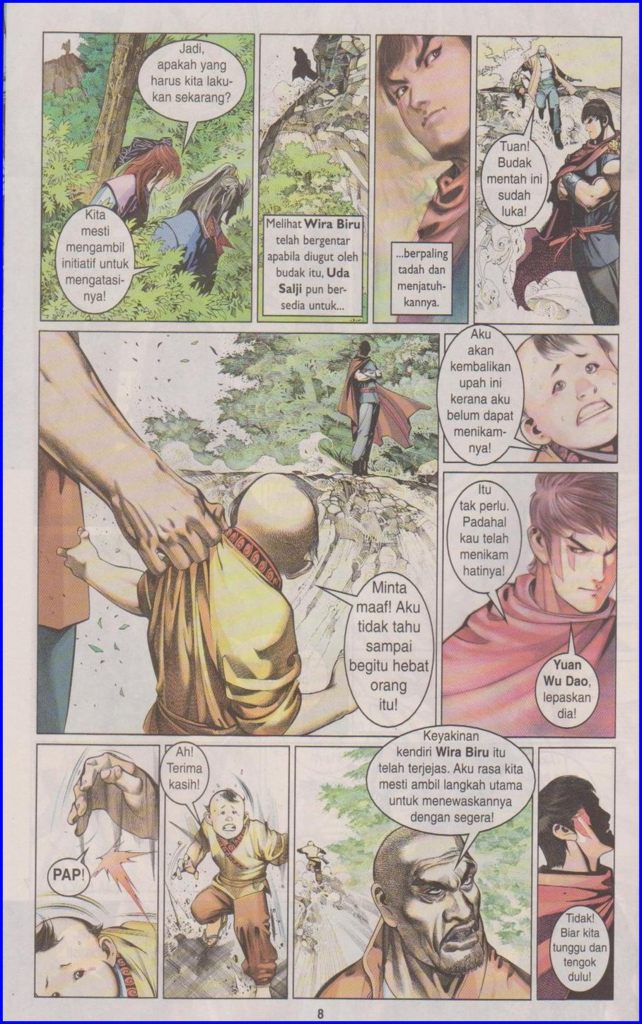 Jadi,
apakah yang
harus kita laku-
kan sekarang?
Kita
mesti
mengambil
initiatif untuk
mengatasi-
nya!
Melihat Wira Biru
telah bergentar
apabila diugut oleh
budak itu, Uda
Salji pun ber-
sedia untuk...
...berpaling
tadah dan
menjatuh-
kannya.
Tuan!
Budak
mentah ini
sudah
luka!
Minta
maaf! Aku
tidak tahu
sampai
begitu hebat
orang
itu!
Aku
akan
kembalikan
upah ini
kerana aku
belum dapat
menikam-
nya!
Itu
tak perlu.
Padahal
kau telah
menikam
hatinya!
Yuan
Wu Dao,
lepaskan
dia!
PAP!
Ah!
Terima
kasih!
Keyakinan
kendiri Wira Biru itu
telah terjejas. Aku rasa kita
mesti ambil langkah utama
untuk menewaskannya
dengan segera!
Tidak!
Biar kita
tunggu dan
tengok
dulu!
8